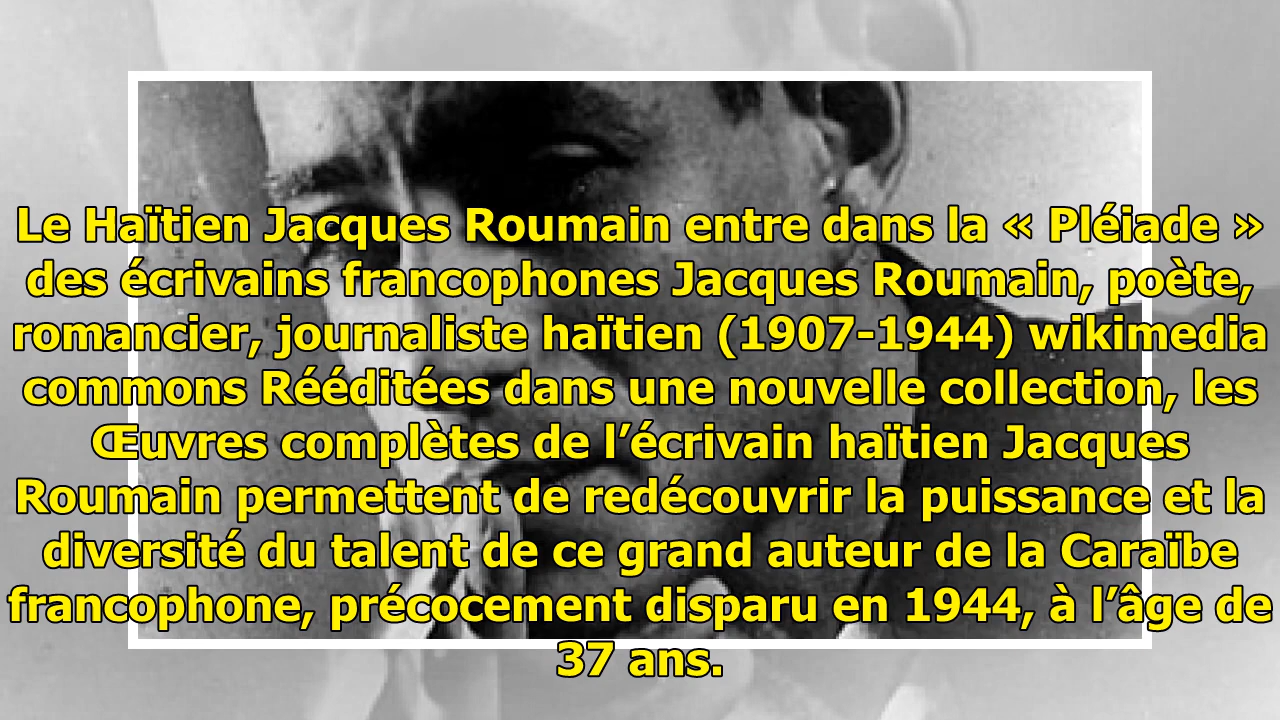 Le Haïtien Jacques Roumain entre dans la « Pléiade »
des écrivains francophones Jacques Roumain, poète,
romancier, journaliste haïtien (1907-1944) wikimedia
commons Rééditées dans une nouvelle collection, les
Œuvres complètes de l’écrivain haïtien Jacques
Roumain permettent de redécouvrir la puissance et la
diversité du talent de ce grand auteur de la Caraïbe
francophone, précocement disparu en 1944, à l’âge de
37 ans.